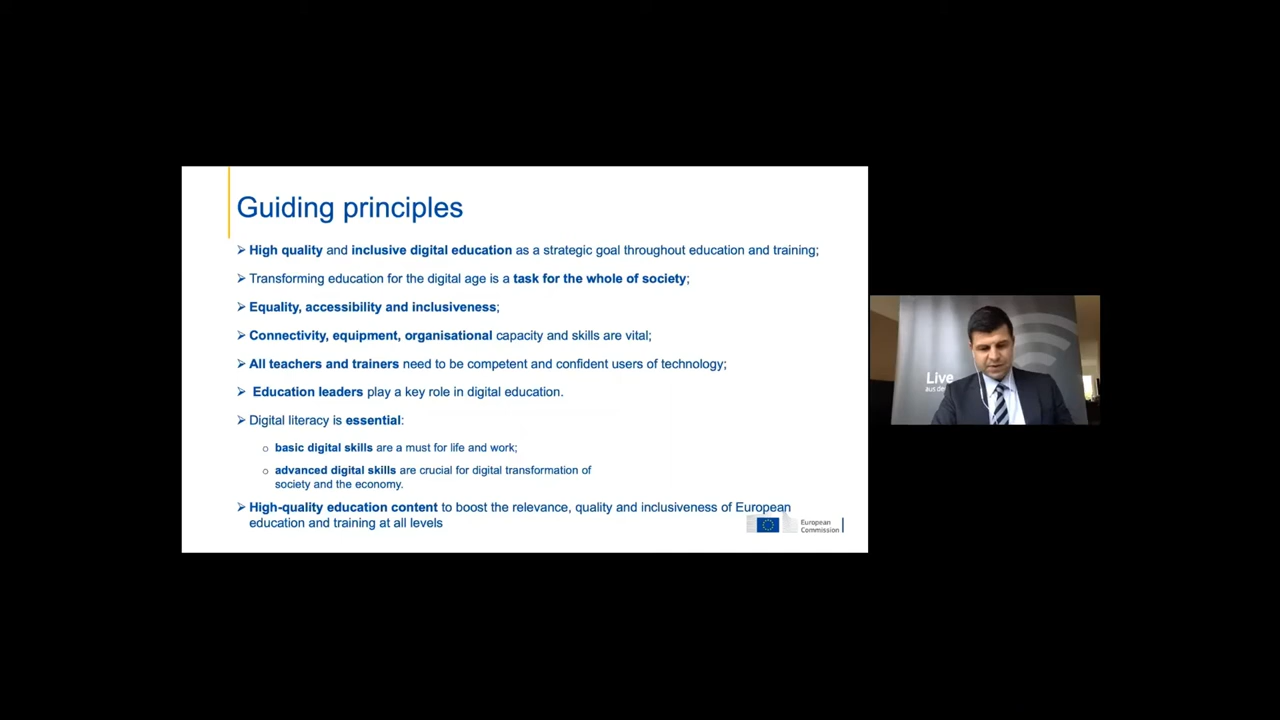 Guiding principles
➢ High quality and inclusive digital education as a strategic goal throughout education and training;
➢ Transforming education for the digital age is a task for the whole of society;
➢ Equality, accessibility and inclusiveness;
➢ Connectivity, equipment, organisational capacity and skills are vital;
➢ All teachers and trainers need to be competent and confident users of technology;
➢ Education leaders play a key role in digital education.
➢ Digital literacy is essential:
o basic digital skills are a must for life and work;
o advanced digital skills are crucial for digital transformation of
society and the economy.
➢ High-quality education content to boost the relevance, quality and inclusiveness of European
education and training at all levels
European
Commission
Live
aus